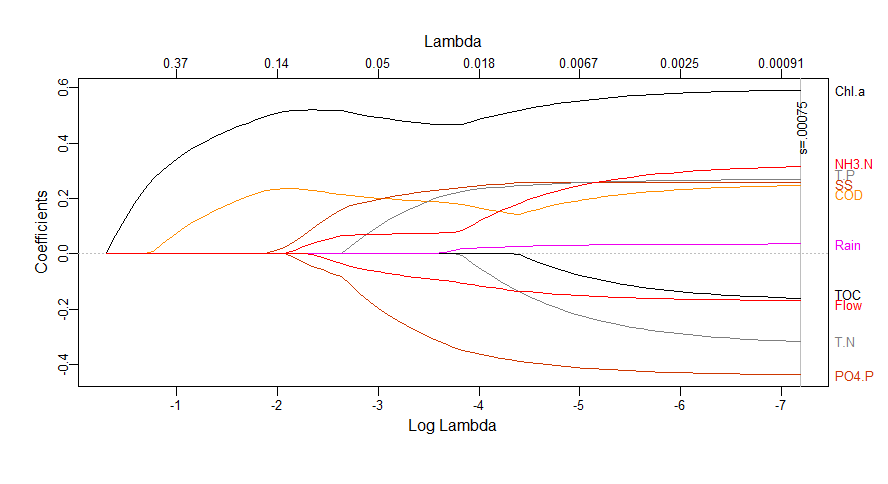 Lambda
0.37 0.14 0.05 0.018 0.0067 0.0025 0.00091
Coefficients
0.6
0.4
0.2
0.0
-0.2
-0.4
s=.00075
Chl.a
NH3.N
T.P
SS
COD
Rain
TOC
Flow
T.N
PO4.P
-1 -2 -3 -4 -5 -6 -7
Log Lambda